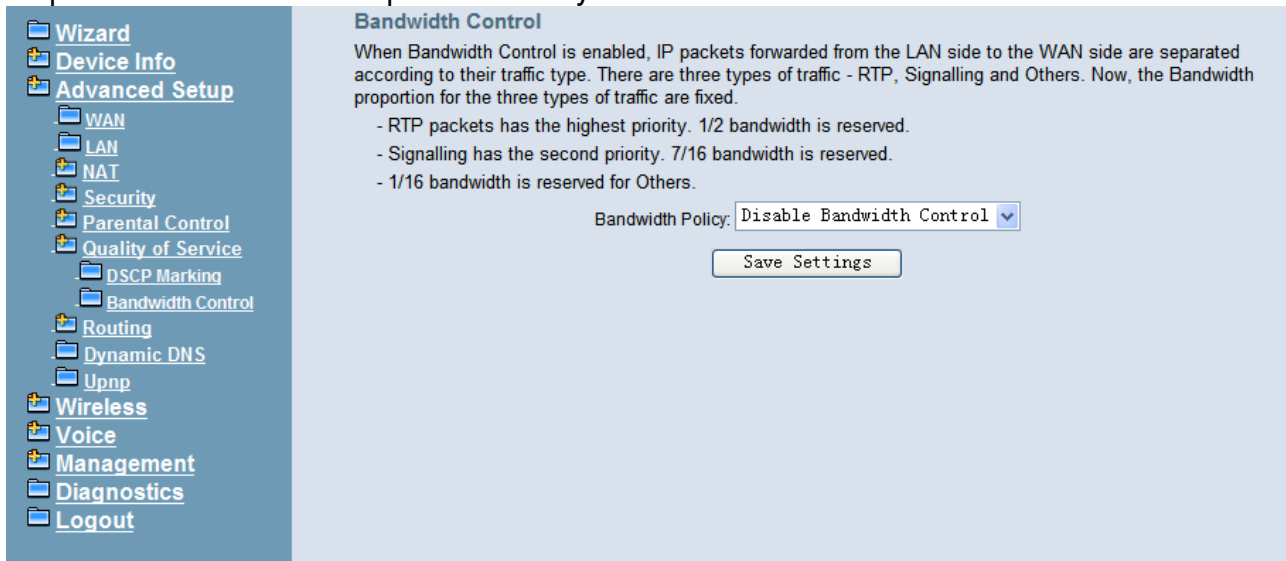 Wizard
Device Info
Advanced Setup
WAN
LAN
NAT
Security
Parental Control
Quality of Service
DSCP Marking
Bandwidth Control
Routing
Dynamic DNS
Upnp
Wireless
Voice
Management
Diagnostics
Logout
Bandwidth Control
When Bandwidth Control is enabled, IP packets forwarded from the LAN side to the WAN side are separated
according to their traffic type. There are three types of traffic - RTP, Signalling and Others. Now, the Bandwidth
proportion for the three types of traffic are fixed.
- RTP packets has the highest priority. 1/2 bandwidth is reserved.
- Signalling has the second priority. 7/16 bandwidth is reserved.
- 1/16 bandwidth is reserved for Others.
Bandwidth Policy: Disable Bandwidth Control
Save Settings